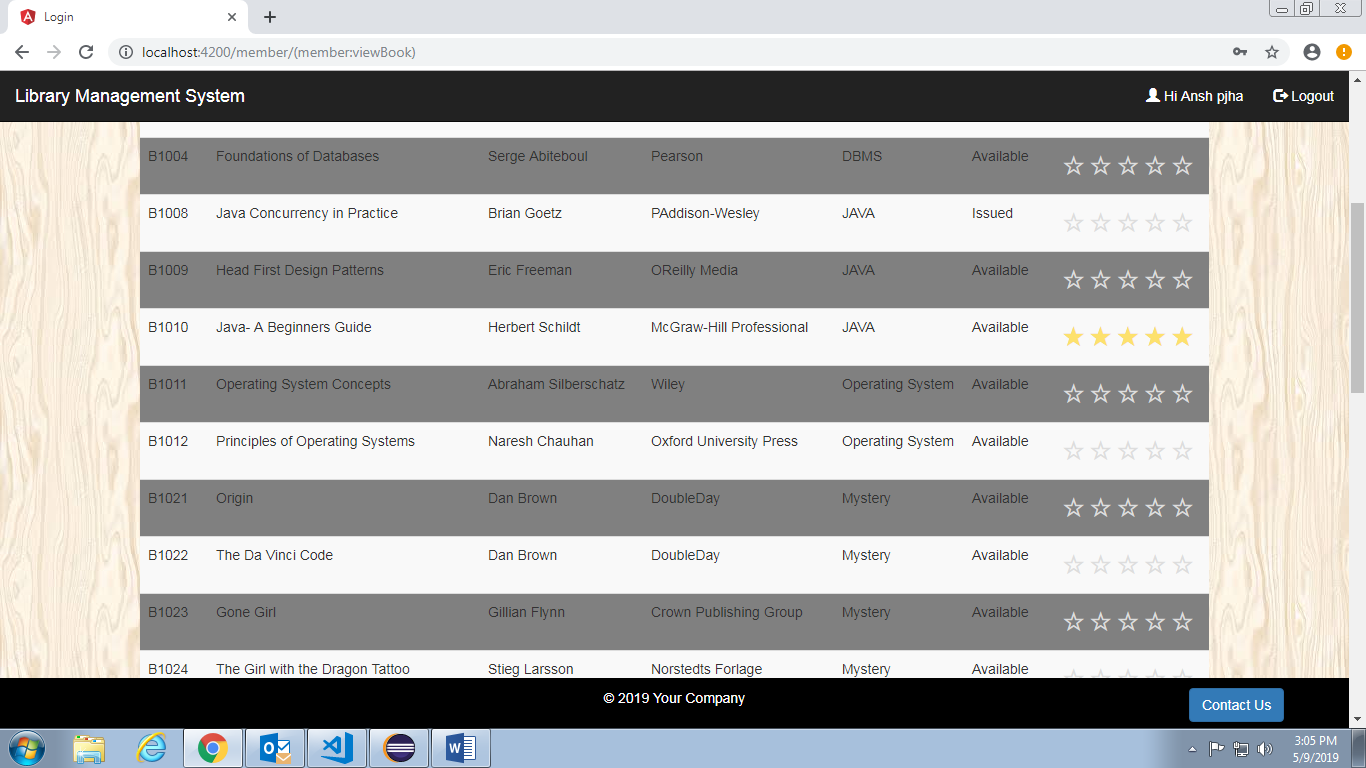 Login
localhost:4200/member/(member:viewBook)
Library Management System Hi Ansh pjha Logout
B1004 Foundations of Databases Serge Abiteboul Pearson DBMS Available
B1008 Java Concurrency in Practice Brian Goetz PAddison-Wesley JAVA Issued
B1009 Head First Design Patterns Eric Freeman OReilly Media JAVA Available
B1010 Java- A Beginners Guide Herbert Schildt McGraw-Hill Professional JAVA Available
B1011 Operating System Concepts Abraham Silberschatz Wiley Operating System Available
B1012 Principles of Operating Systems Naresh Chauhan Oxford University Press Operating System Available
B1021 Origin Dan Brown DoubleDay Mystery Available
B1022 The Da Vinci Code Dan Brown DoubleDay Mystery Available
B1023 Gone Girl Gillian Flynn Crown Publishing Group Mystery Available
B1024 The Girl with the Dragon Tattoo Stieg Larsson Norstedts Forlage Mystery Available
© 2019 Your Company Contact Us
3:05 PM
5/9/2019